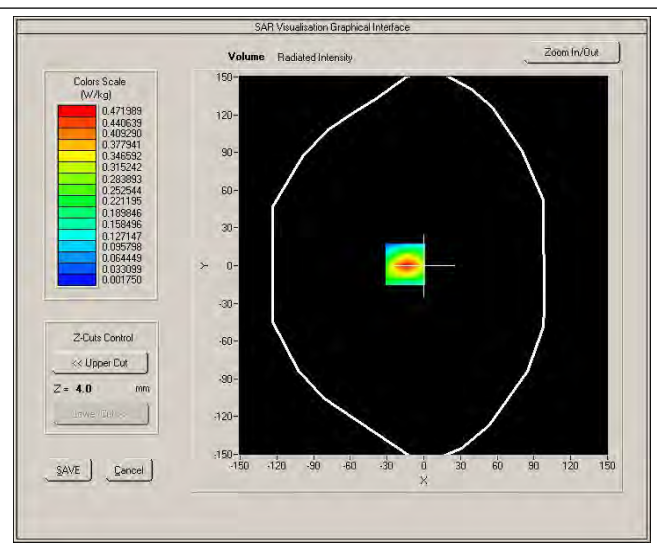 SAR Visualisation Graphical Interface
Volume Radiated Intensity
Zoom In/Out
Colors Scale
(W/kg)
0.471989
0.440639
0.409290
0.377941
0.346592
0.315242
0.283893
0.252544
0.221195
0.189846
0.158496
0.127147
0.095798
0.064449
0.033099
0.001750
Z-Cuts Control
<< Upper Cut
Z = 4.0 mm
SAVE
Cancel
150
120
90
60
30
0
-30
-60
-90
-120
-150
Y
-150 -120 -90 -60 -30 0 30 60 90 120 150
X